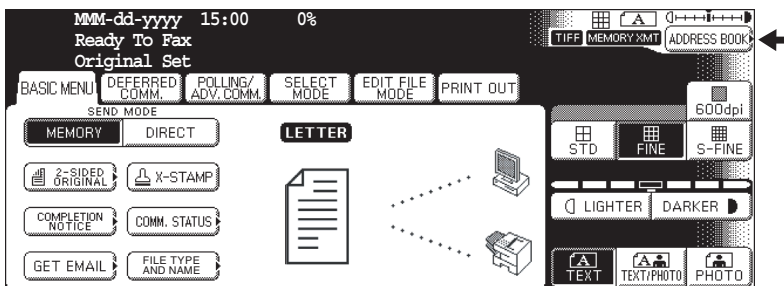 MMM-dd-yyyy 15:00 0%
Ready To Fax
Original Set
A
TIFF MEMORY XMT ADDRESS BOOK
BASIC MENU
DEFERRED COMM.
POLLING/ ADV. COMM.
SELECT MODE
EDIT FILE MODE
PRINT OUT
SEND MODE
MEMORY DIRECT
LETTER
2-SIDED ORIGINAL
X-STAMP
COMPLETION NOTICE
COMM. STATUS
GET EMAIL
FILE TYPE AND NAME
600dpi
STD FINE S-FINE
LIGHTER DARKER
A A
TEXT TEXT/PHOTO PHOTO